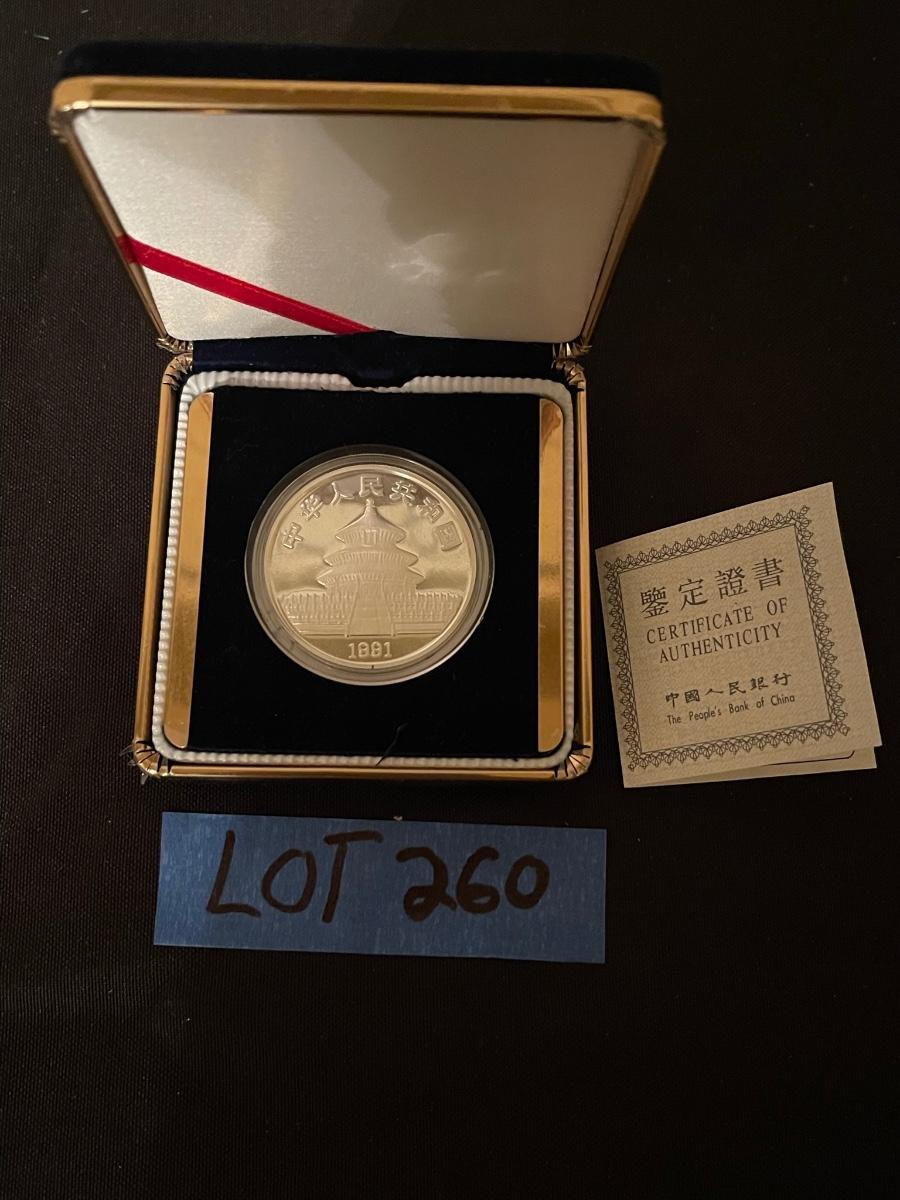 中华人民共和国
1991
鑒定證書
CERTIFICATE OF
AUTHENTICITY
中國人民銀行
The People's Bank of China
LOT 260